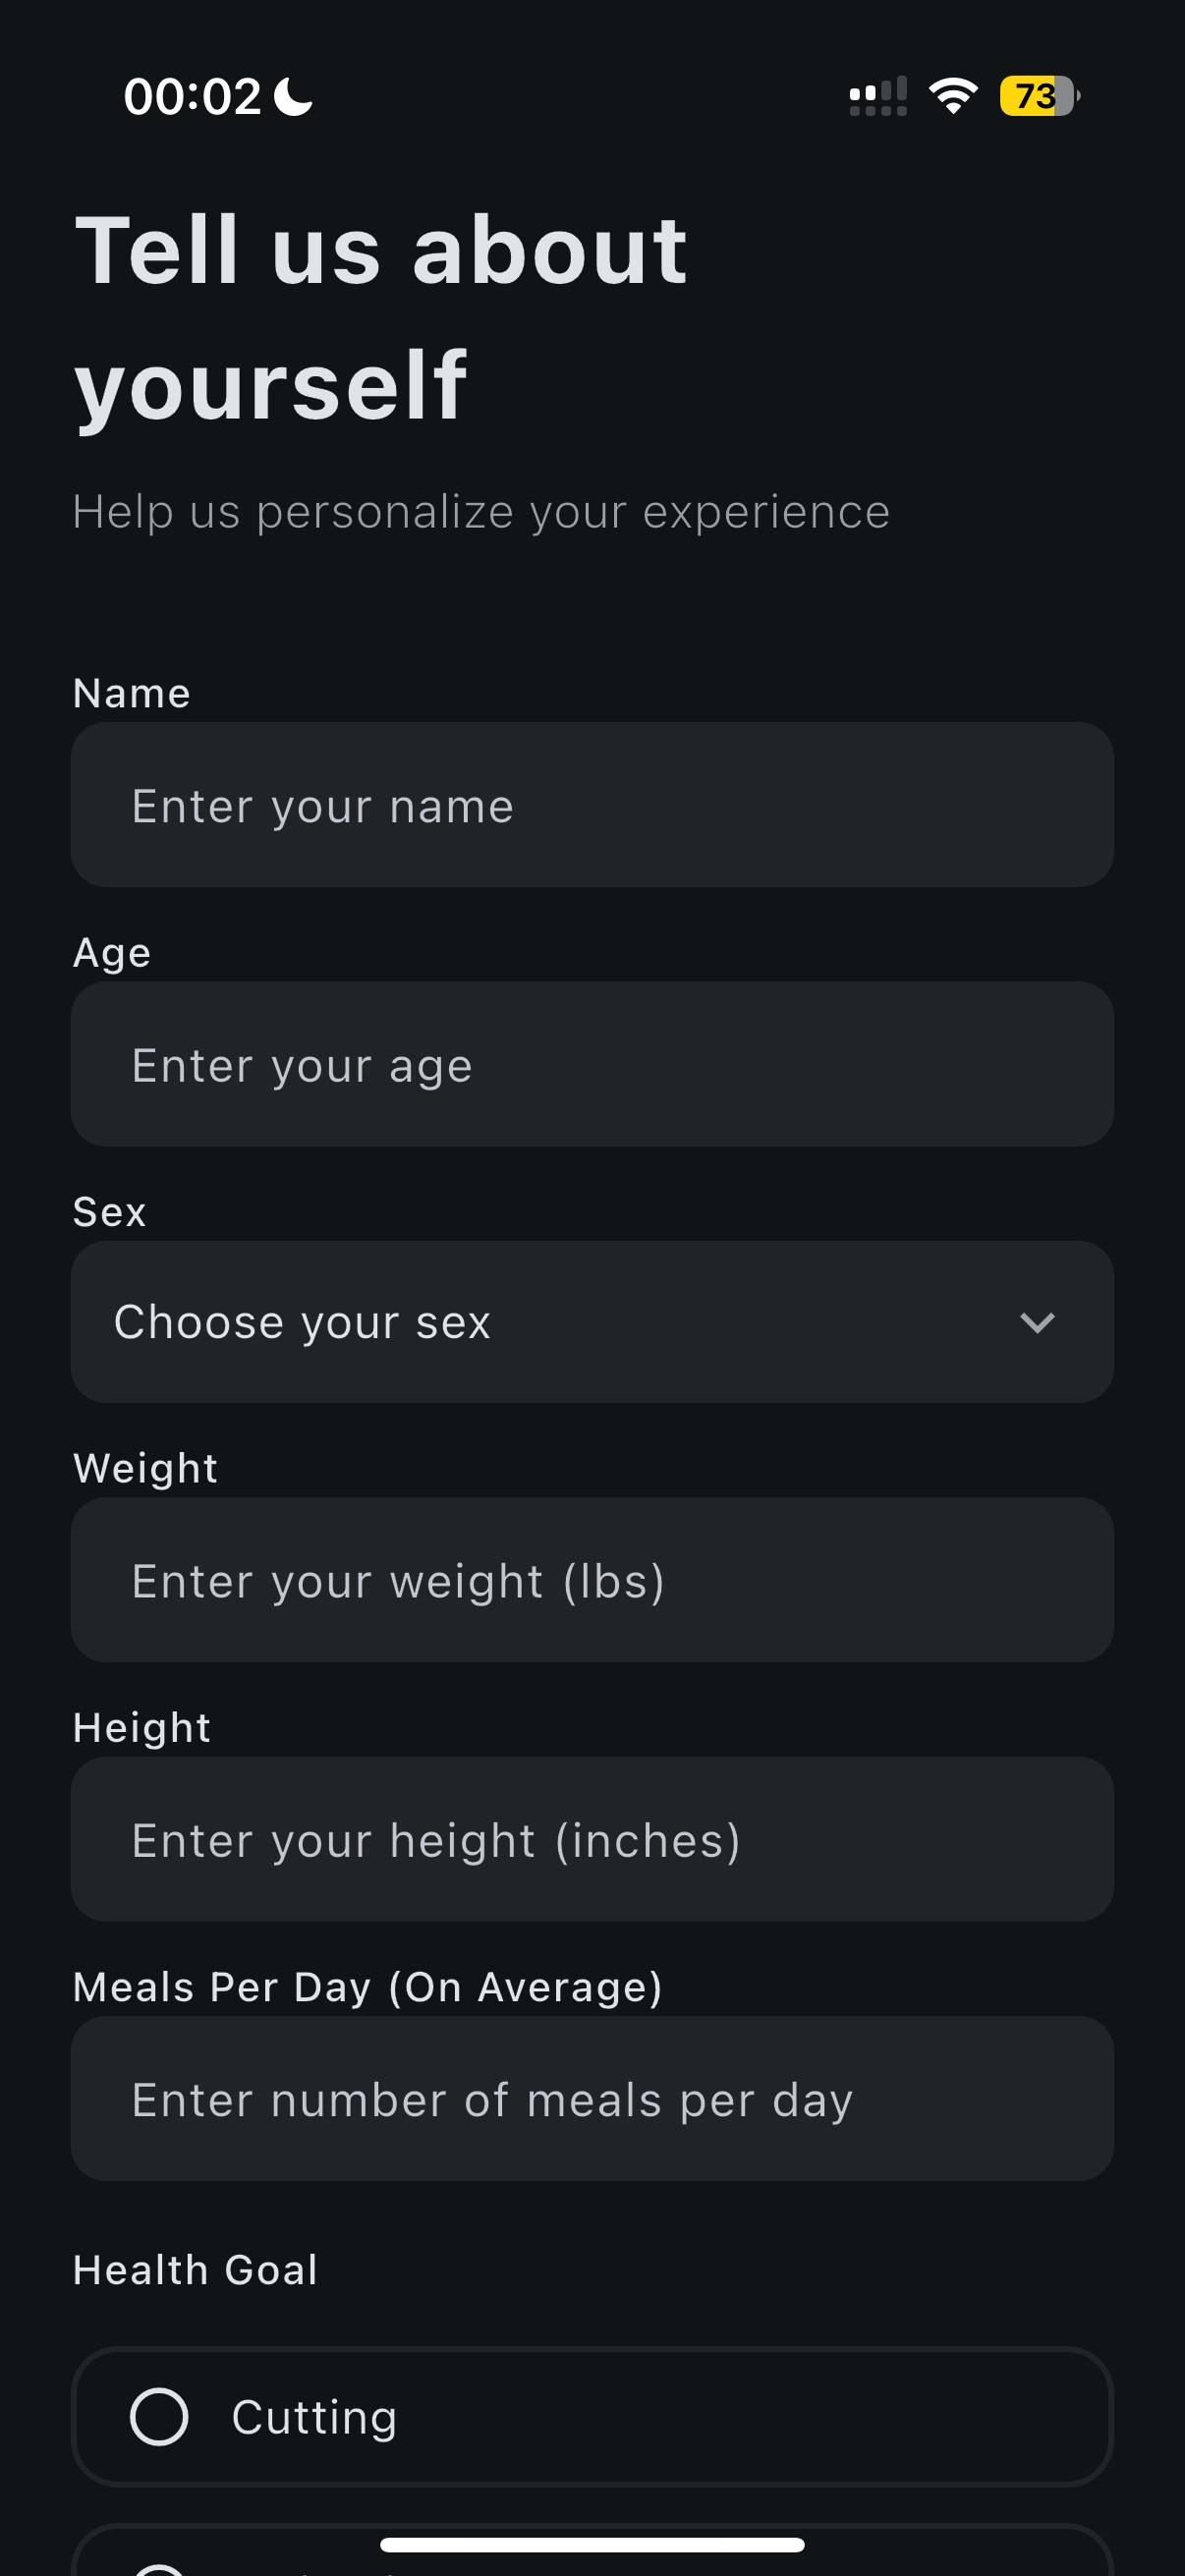 00:02
73
Tell us about
yourself
Help us personalize your experience
Name
Enter your name
Age
Enter your age
Sex
Choose your sex
Weight
Enter your weight (lbs)
Height
Enter your height (inches)
Meals Per Day (On Average)
Enter number of meals per day
Health Goal
Cutting